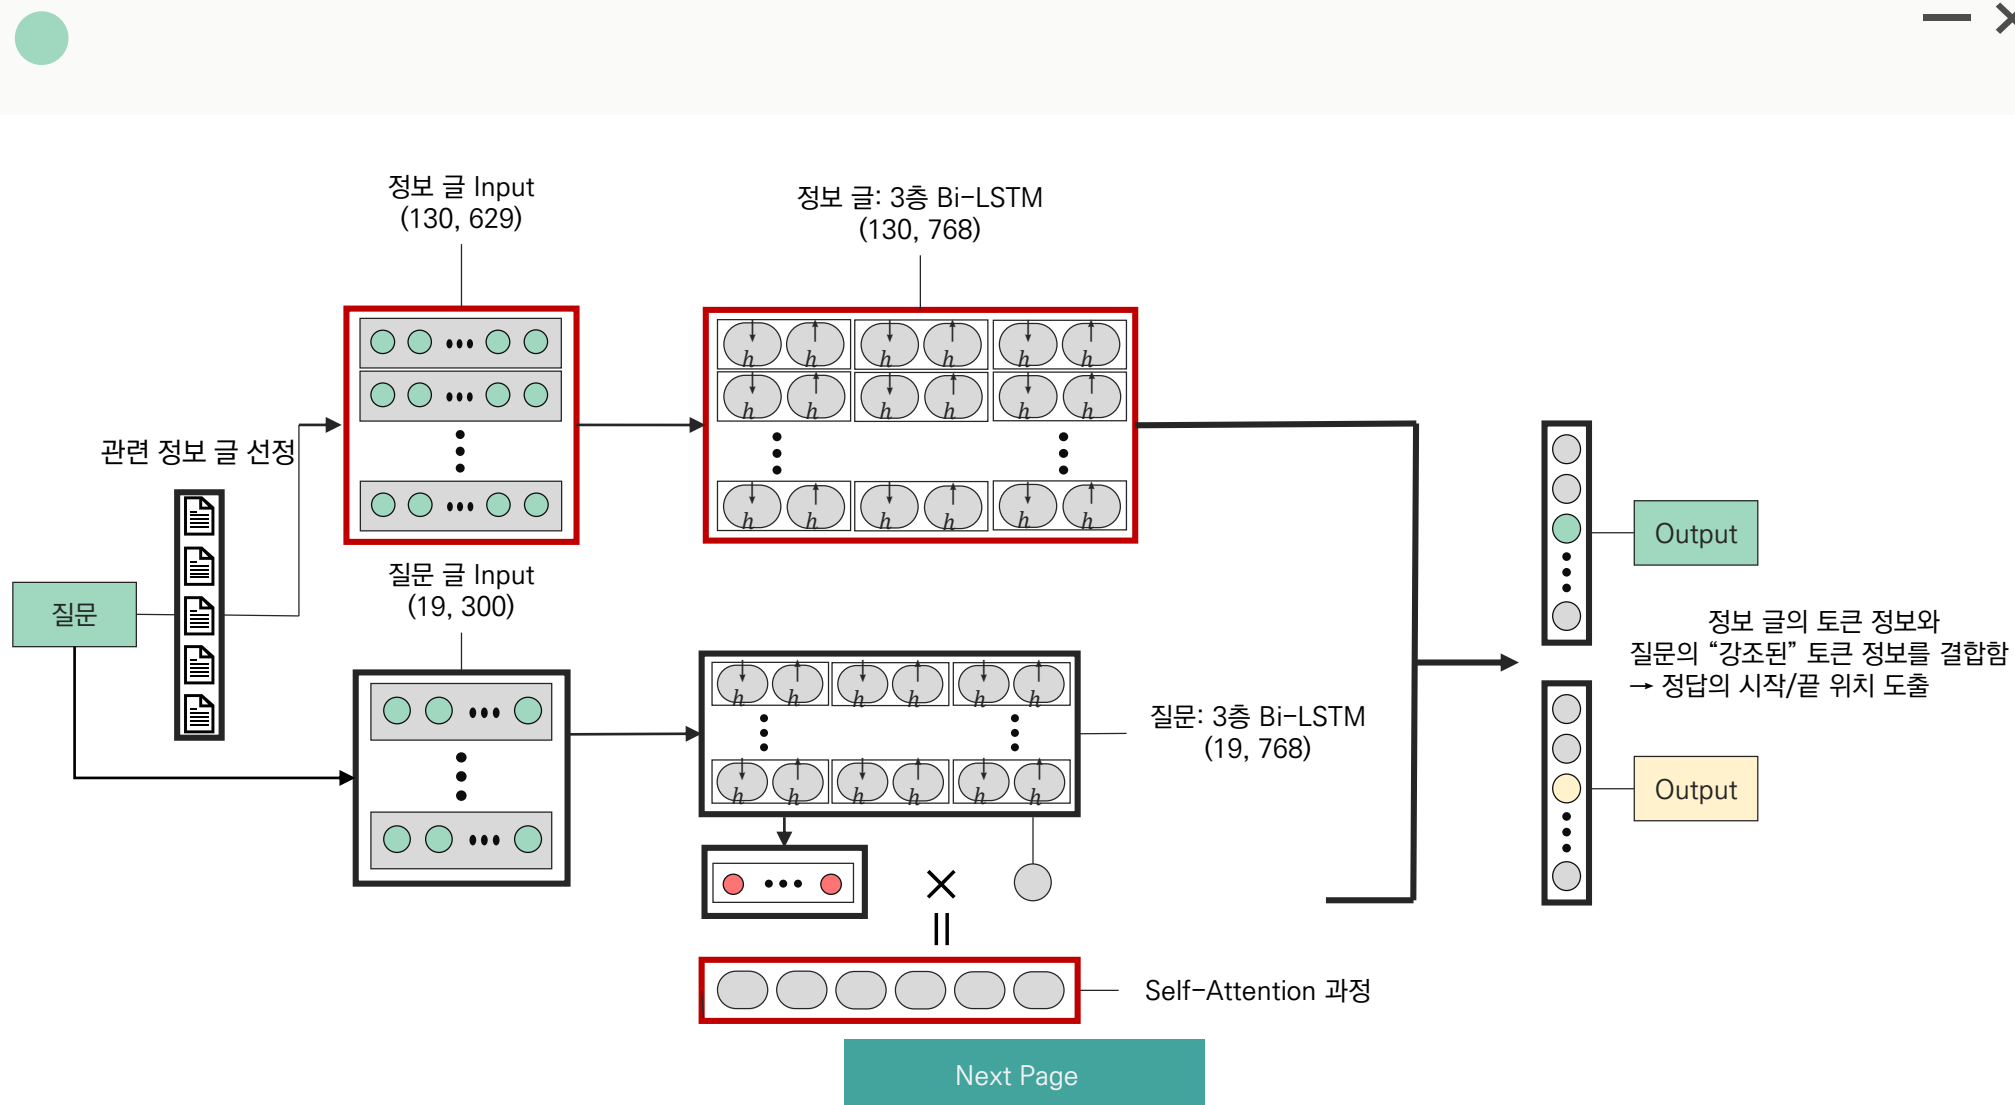 정보 글 Input
(130, 629)
정보 글: 3층 Bi-LSTM
(130, 768)
h h h h h h
h h h h h h
관련 정보 글 선정
h h h h h h
Output
질문 글 Input
(19, 300)
질문
정보 글의 토큰 정보와
질문의 “강조된” 토큰 정보를 결합함
→ 정답의 시작/끝 위치 도출
h h h h h h
질문: 3층 Bi-LSTM
(19, 768)
h h h h h h
Output
×
=
Self-Attention 과정
Next Page